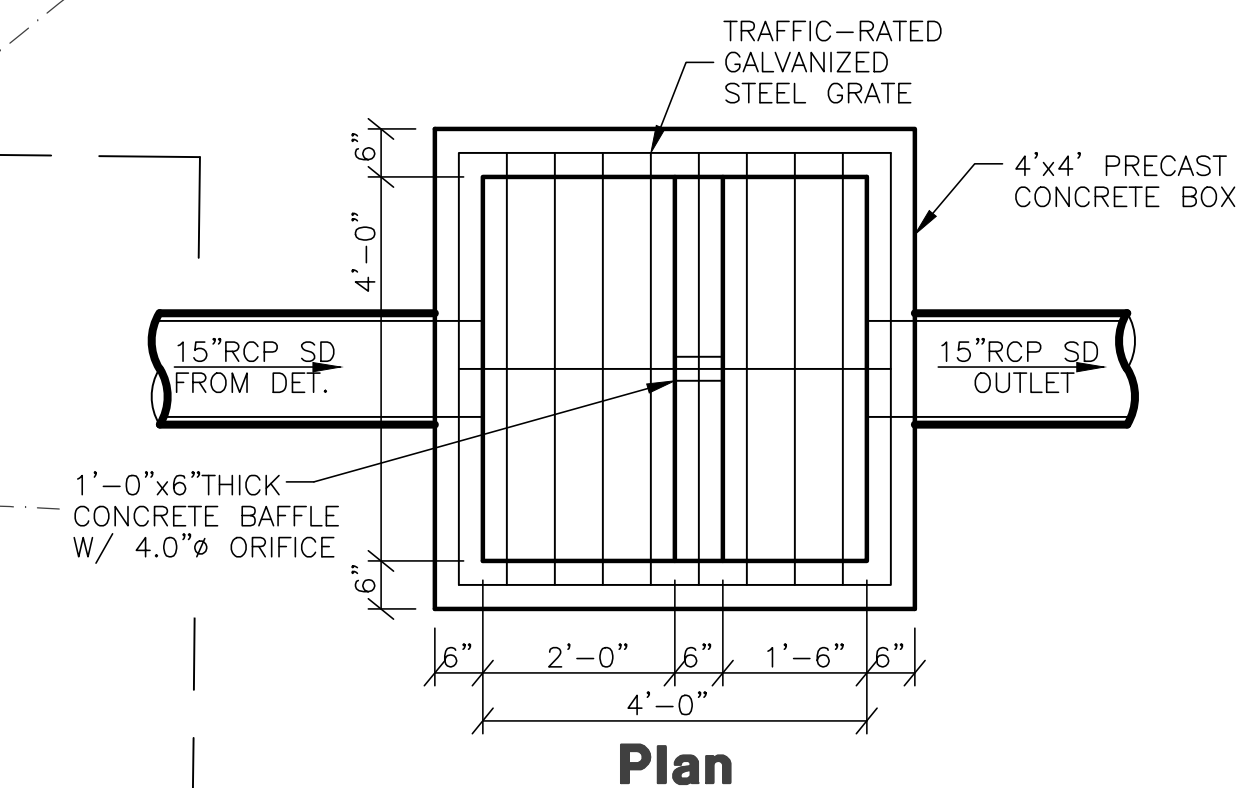 TRAFFIC-RATED
GALVANIZED
STEEL GRATE
4'x4' PRECAST
CONCRETE BOX
6"
4'-0"
6"
15"RCP SD
FROM DET.
15"RCP SD
OUTLET
1'-0"x6"THICK
CONCRETE BAFFLE
W/ 4.0"ø ORIFICE
6" 2'-0" 6" 1'-6" 6"
4'-0"
Plan